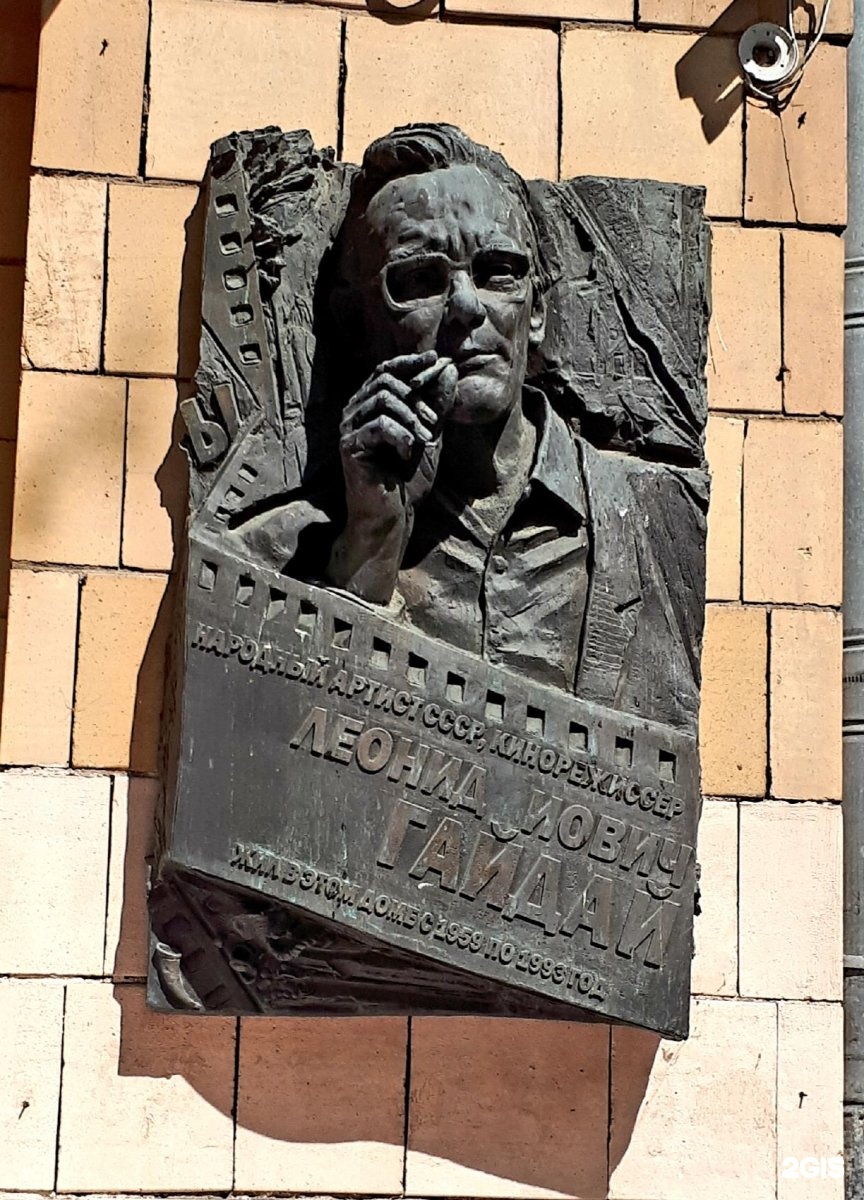 Ы
НАРОДНЫЙ АРТИСТ СССР, КИНОРЕЖИССЕР
ЛЕОНИД ИОВИЧ
ГАЙДАЙ
ЖИЛ В ЭТОМ ДОМЕ С 1959 ПО 1993 ГОД
2GIS